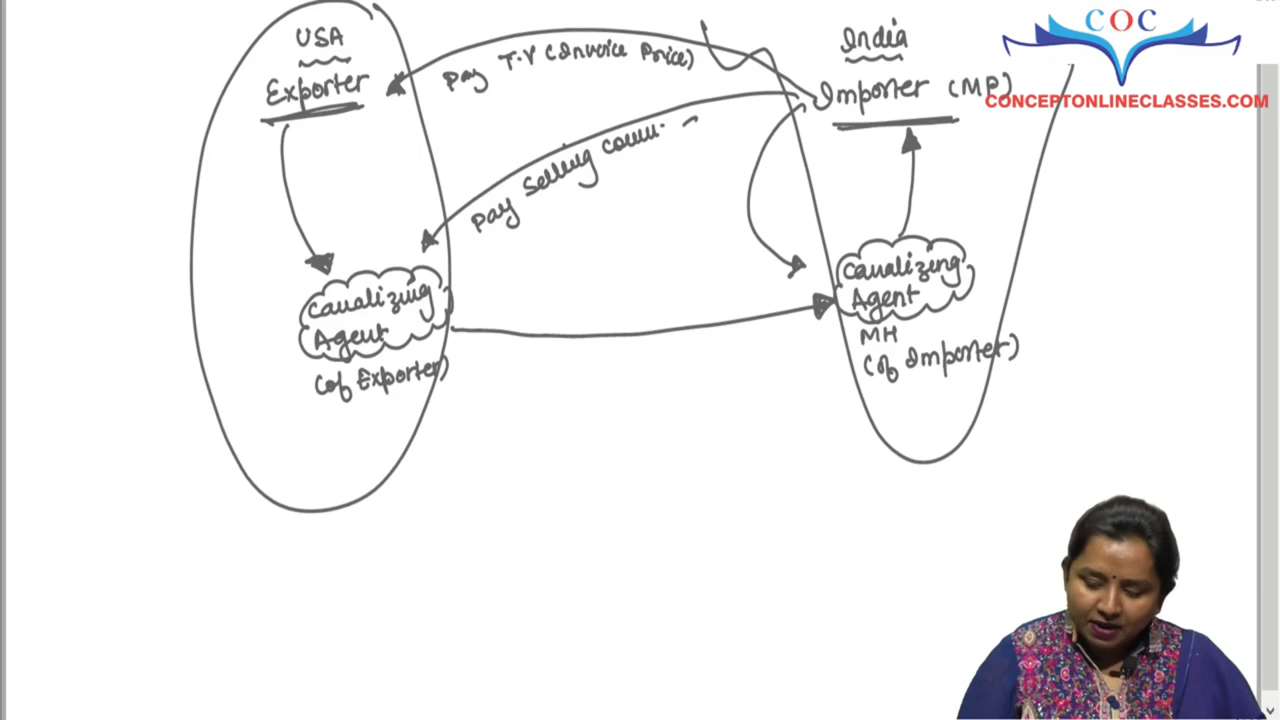 USA
Exporter
Pay T.V (Invoice Price)
India
Importer (MP)
COC
CONCEPTONLINECLASSES.COM
Pay Selling comm.
Canalizing
Agent
(of Exporter)
Canalizing
Agent
MH
(of Importer)